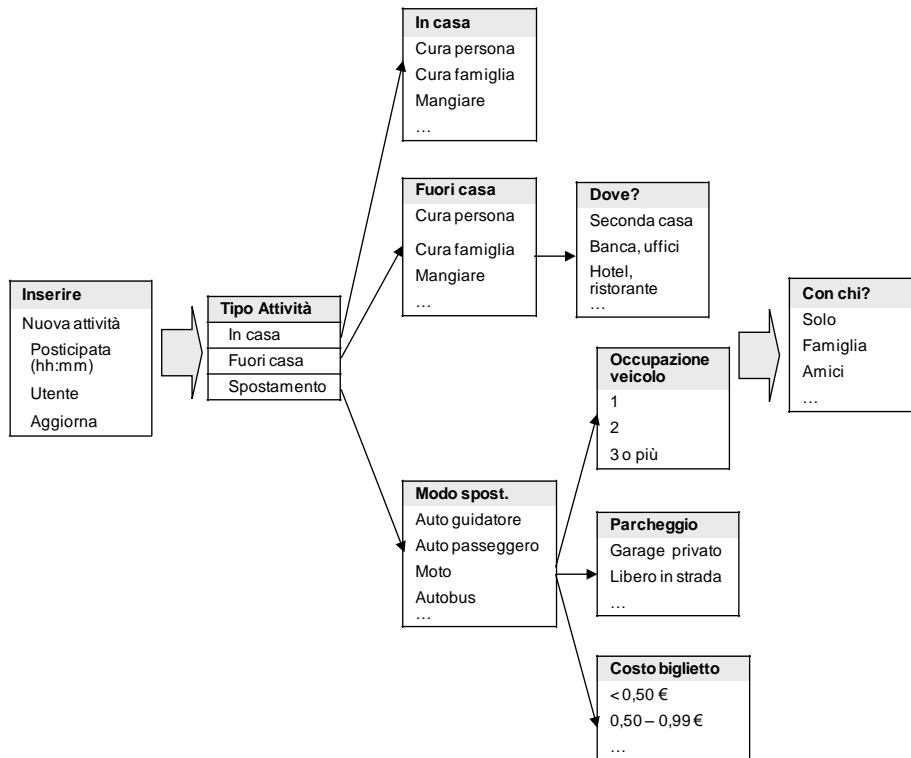 In casa
Cura persona
Cura famiglia
Mangiare
…
Fuori casa
Cura persona
Cura famiglia
Mangiare
…
Dove?
Seconda casa
Banca, uffici
Hotel,
ristorante
…
Inserire
Nuova attività
Posticipata
(hh:mm)
Utente
Aggiorna
Tipo Attività
In casa
Fuori casa
Spostamento
Con chi?
Solo
Famiglia
Amici
…
Occupazione
veicolo
1
2
3 o più
Modo spost.
Auto guidatore
Auto passeggero
Moto
Autobus
…
Parcheggio
Garage privato
Libero in strada
…
Costo biglietto
< 0,50 €
0,50 – 0,99 €
…